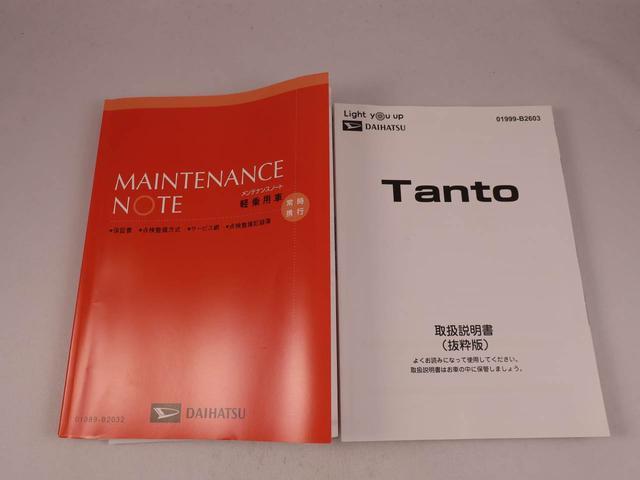 MAINTENANCE
NOTE
メンテナンスノート
軽乗用車
常時
携行
•保証書 •点検整備方式 •サービス網 •点検整備記録簿
01989-B2032
DAIHATSU
Light you up
DAIHATSU
01999-B2603
Tanto
取扱説明書
（抜粋版）
よくお読みになって使用してください。
取扱説明書はお車の中に保管しましょう。